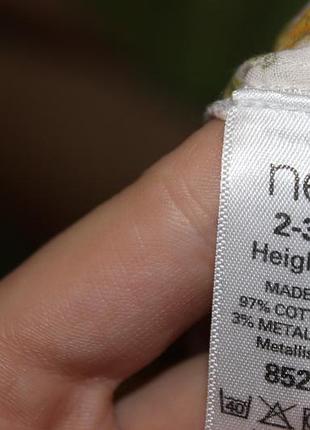 ne
2-3
Heigh
MADE
97% COTT
3% METAL
Metallis
852
40